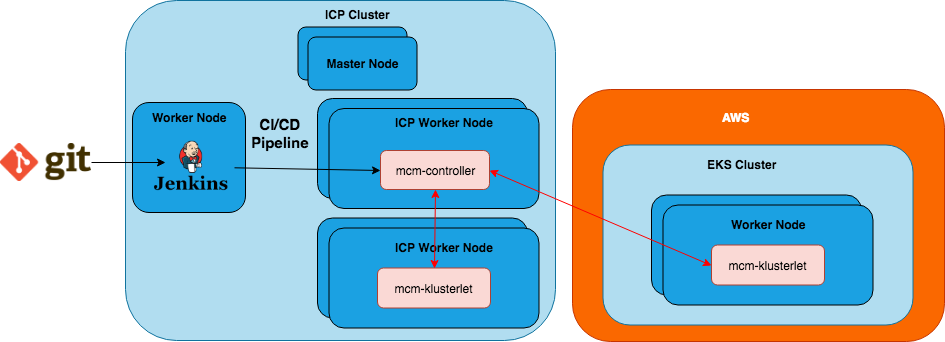 ICP Cluster
Master Node
git
Worker Node
Jenkins
CI/CD
Pipeline
ICP Worker Node
mcm-controller
ICP Worker Node
mcm-klusterlet
AWS
EKS Cluster
Worker Node
mcm-klusterlet